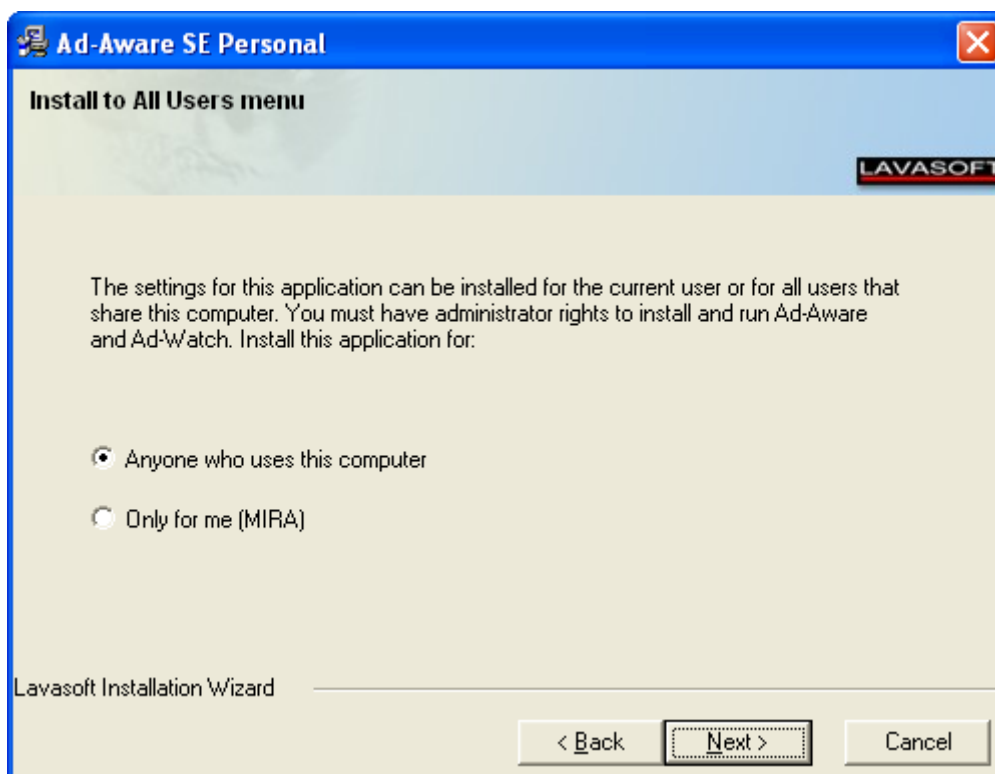 Ad-Aware SE Personal
Install to All Users menu
LAVASOFT
The settings for this application can be installed for the current user or for all users that
share this computer. You must have administrator rights to install and run Ad-Aware
and Ad-Watch. Install this application for:
Anyone who uses this computer
Only for me (MIRA)
Lavasoft Installation Wizard
< Back Next > Cancel